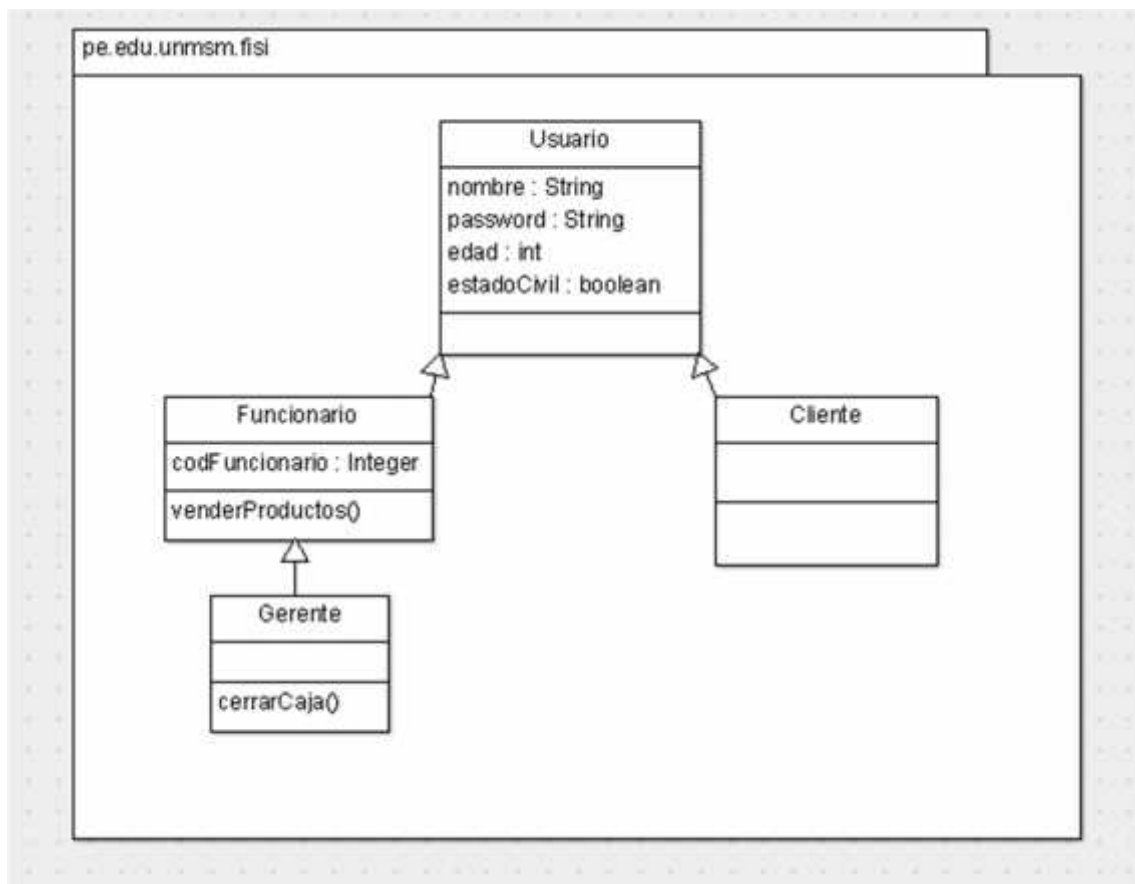 pe.edu.unmsm.fisi
Usuario
nombre : String
password : String
edad : int
estadoCivil : boolean
Funcionario
codFuncionario : Integer
venderProductos()
Cliente
Gerente
cerrarCaja()